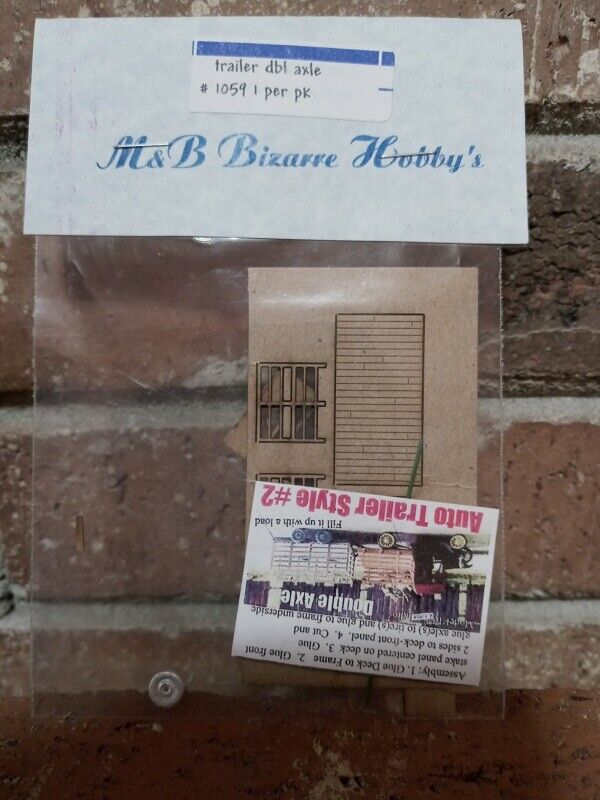 trailer dbl axle
# 1059 1 per pk
M&B Bizarre Hobby's
Auto Trailer Style #2
Fill it up with a load
Double Axle
Assembly: 1. Glue Deck to Frame 2. Glue front
stake panel centered on deck 3. Glue
2 sides to deck-front panel. 4. Cut and
glue axle(s) to tire(s) and glue to frame underside